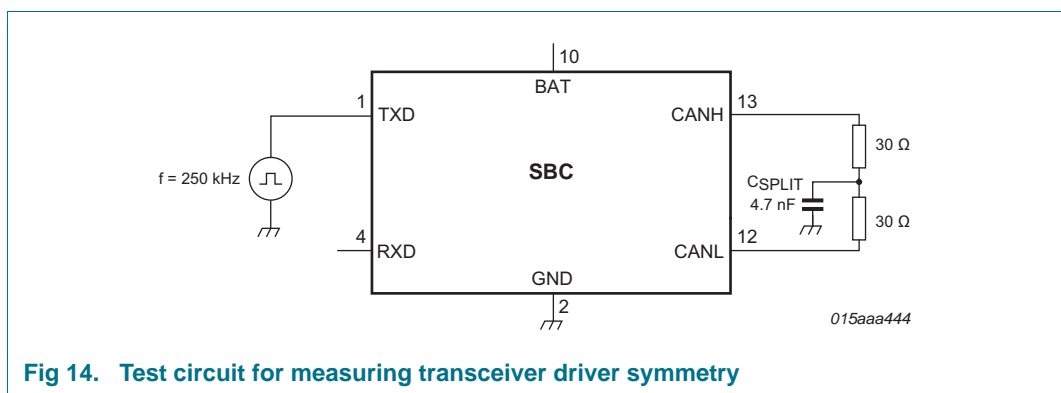 10
BAT
1
TXD
CANH
13
30 Ω
SBC
f = 250 kHz
CSPLIT
4.7 nF
30 Ω
4
RXD
CANL
12
GND
2
015aaa444
Fig 14. Test circuit for measuring transceiver driver symmetry